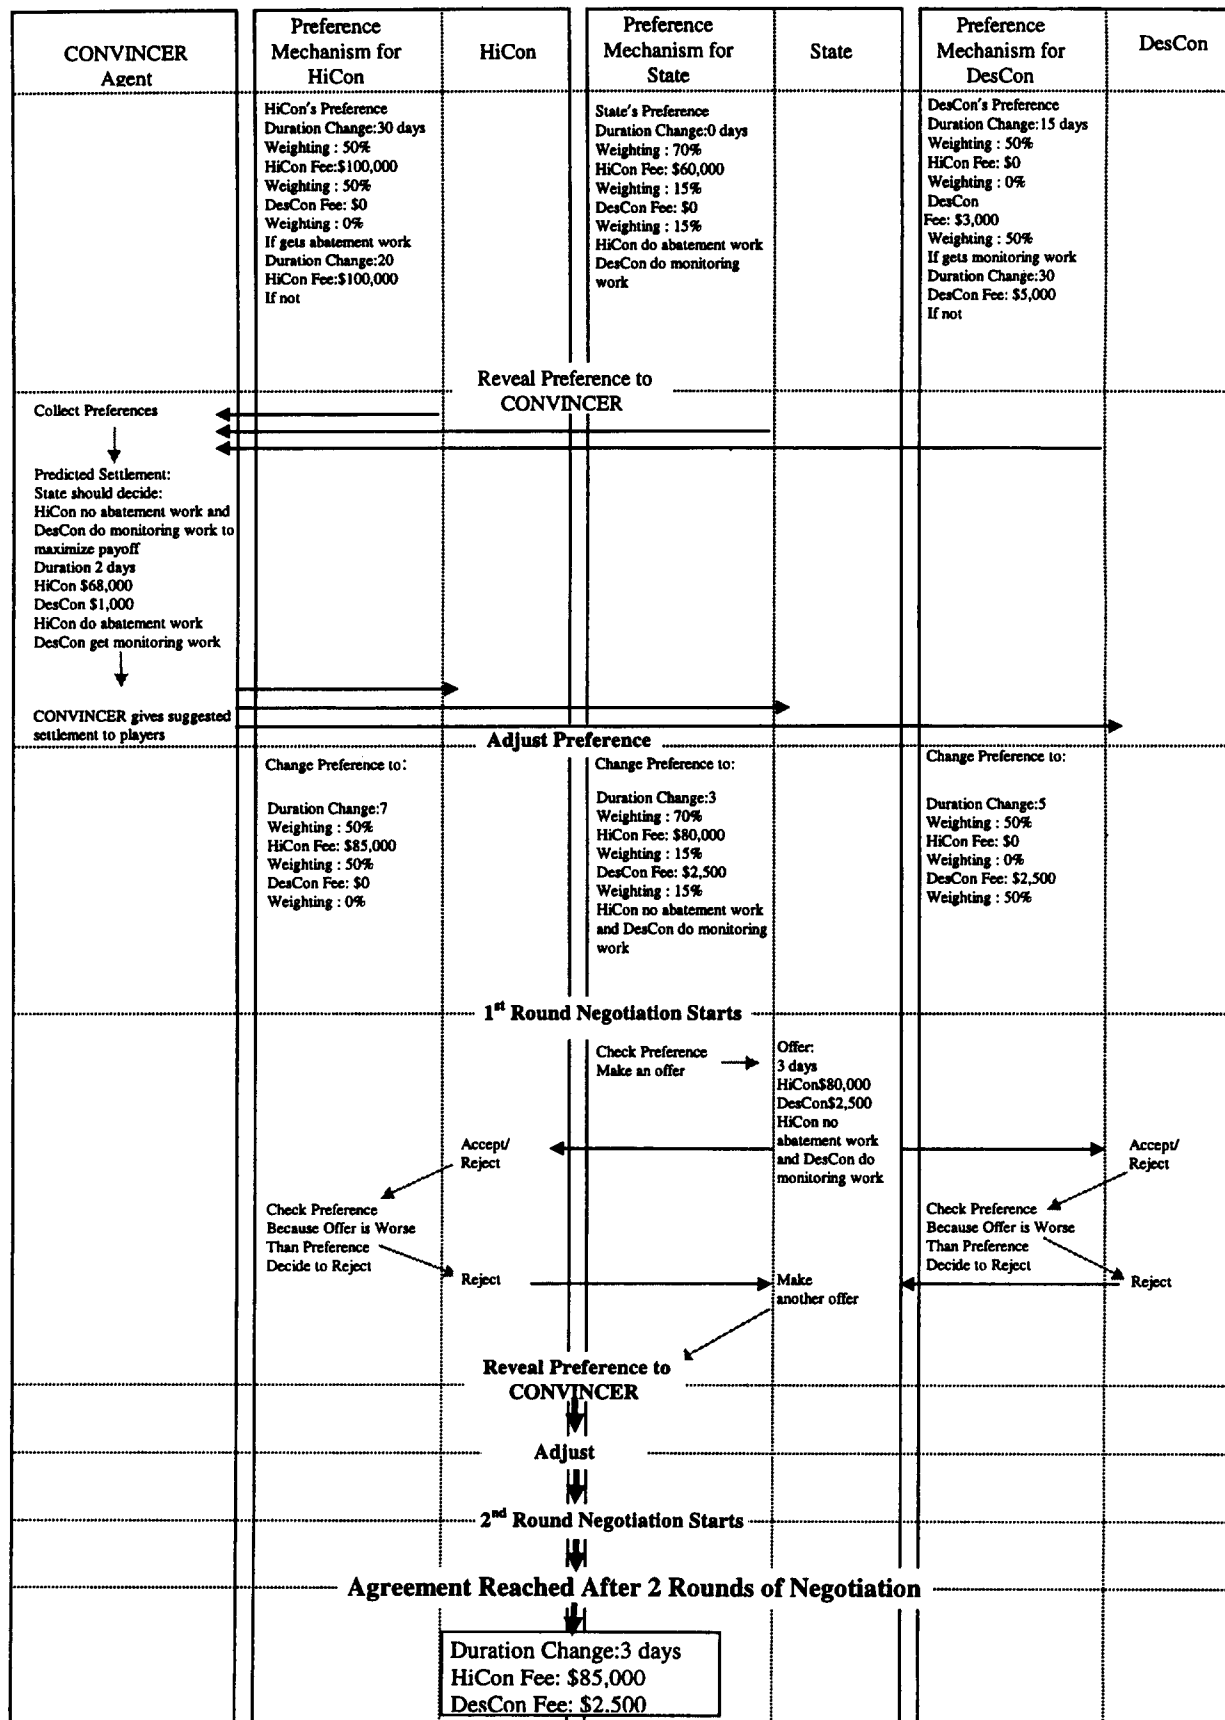 CONVINCER
Agent
Preference
Mechanism for
HiCon
HiCon
Preference
Mechanism for
State
State
Preference
Mechanism for
DesCon
DesCon
HiCon's Preference
Duration Change:30 days
Weighting : 50%
HiCon Fee:$100,000
Weighting : 50%
DesCon Fee: $0
Weighting : 0%
If gets abatement work
Duration Change:20
HiCon Fee:$100,000
If not
State's Preference
Duration Change:0 days
Weighting : 70%
HiCon Fee: $60,000
Weighting : 15%
DesCon Fee: $0
Weighting : 15%
HiCon do abatement work
DesCon do monitoring
work
DesCon's Preference
Duration Change:15 days
Weighting : 50%
HiCon Fee: $0
Weighting : 0%
DesCon
Fee: $3,000
Weighting : 50%
If gets monitoring work
Duration Change:30
DesCon Fee: $5,000
If not
Reveal Preference to
CONVINCER
Collect Preferences
Predicted Settlement:
State should decide:
HiCon no abatement work and
DesCon do monitoring work to
maximize payoff
Duration 2 days
HiCon $68,000
DesCon $1,000
HiCon do abatement work
DesCon get monitoring work
CONVINCER gives suggested
settlement to players
Adjust Preference
Change Preference to:
Duration Change:7
Weighting : 50%
HiCon Fee: $85,000
Weighting : 50%
DesCon Fee: $0
Weighting : 0%
Change Preference to:
Duration Change:3
Weighting : 70%
HiCon Fee: $80,000
Weighting : 15%
DesCon Fee: $2,500
Weighting : 15%
HiCon no abatement work
and DesCon do monitoring
work
Change Preference to:
Duration Change:5
Weighting : 50%
HiCon Fee: $0
Weighting : 0%
DesCon Fee: $2,500
Weighting : 50%
1st Round Negotiation Starts
Check Preference
Make an offer
Offer:
3 days
HiCon$80,000
DesCon$2,500
HiCon no
abatement work
and DesCon do
monitoring work
Accept/
Reject
Accept/
Reject
Check Preference
Because Offer is Worse
Than Preference
Decide to Reject
Check Preference
Because Offer is Worse
Than Preference
Decide to Reject
Reject
Make
another offer
Reject
Reveal Preference to
CONVINCER
Adjust
2nd Round Negotiation Starts
Agreement Reached After 2 Rounds of Negotiation
Duration Change:3 days
HiCon Fee: $85,000
DesCon Fee: $2.500